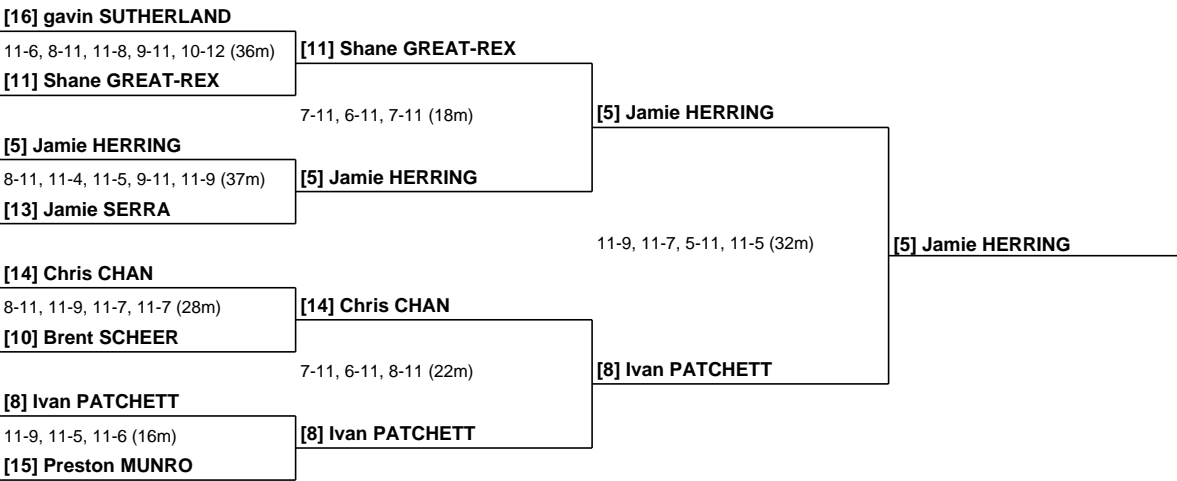 [16] gavin SUTHERLAND
11-6, 8-11, 11-8, 9-11, 10-12 (36m)
[11] Shane GREAT-REX
[11] Shane GREAT-REX
7-11, 6-11, 7-11 (18m)
[5] Jamie HERRING
[5] Jamie HERRING
8-11, 11-4, 11-5, 9-11, 11-9 (37m)
[5] Jamie HERRING
[13] Jamie SERRA
11-9, 11-7, 5-11, 11-5 (32m)
[5] Jamie HERRING
[14] Chris CHAN
8-11, 11-9, 11-7, 11-7 (28m)
[14] Chris CHAN
[10] Brent SCHEER
7-11, 6-11, 8-11 (22m)
[8] Ivan PATCHETT
[8] Ivan PATCHETT
11-9, 11-5, 11-6 (16m)
[8] Ivan PATCHETT
[15] Preston MUNRO